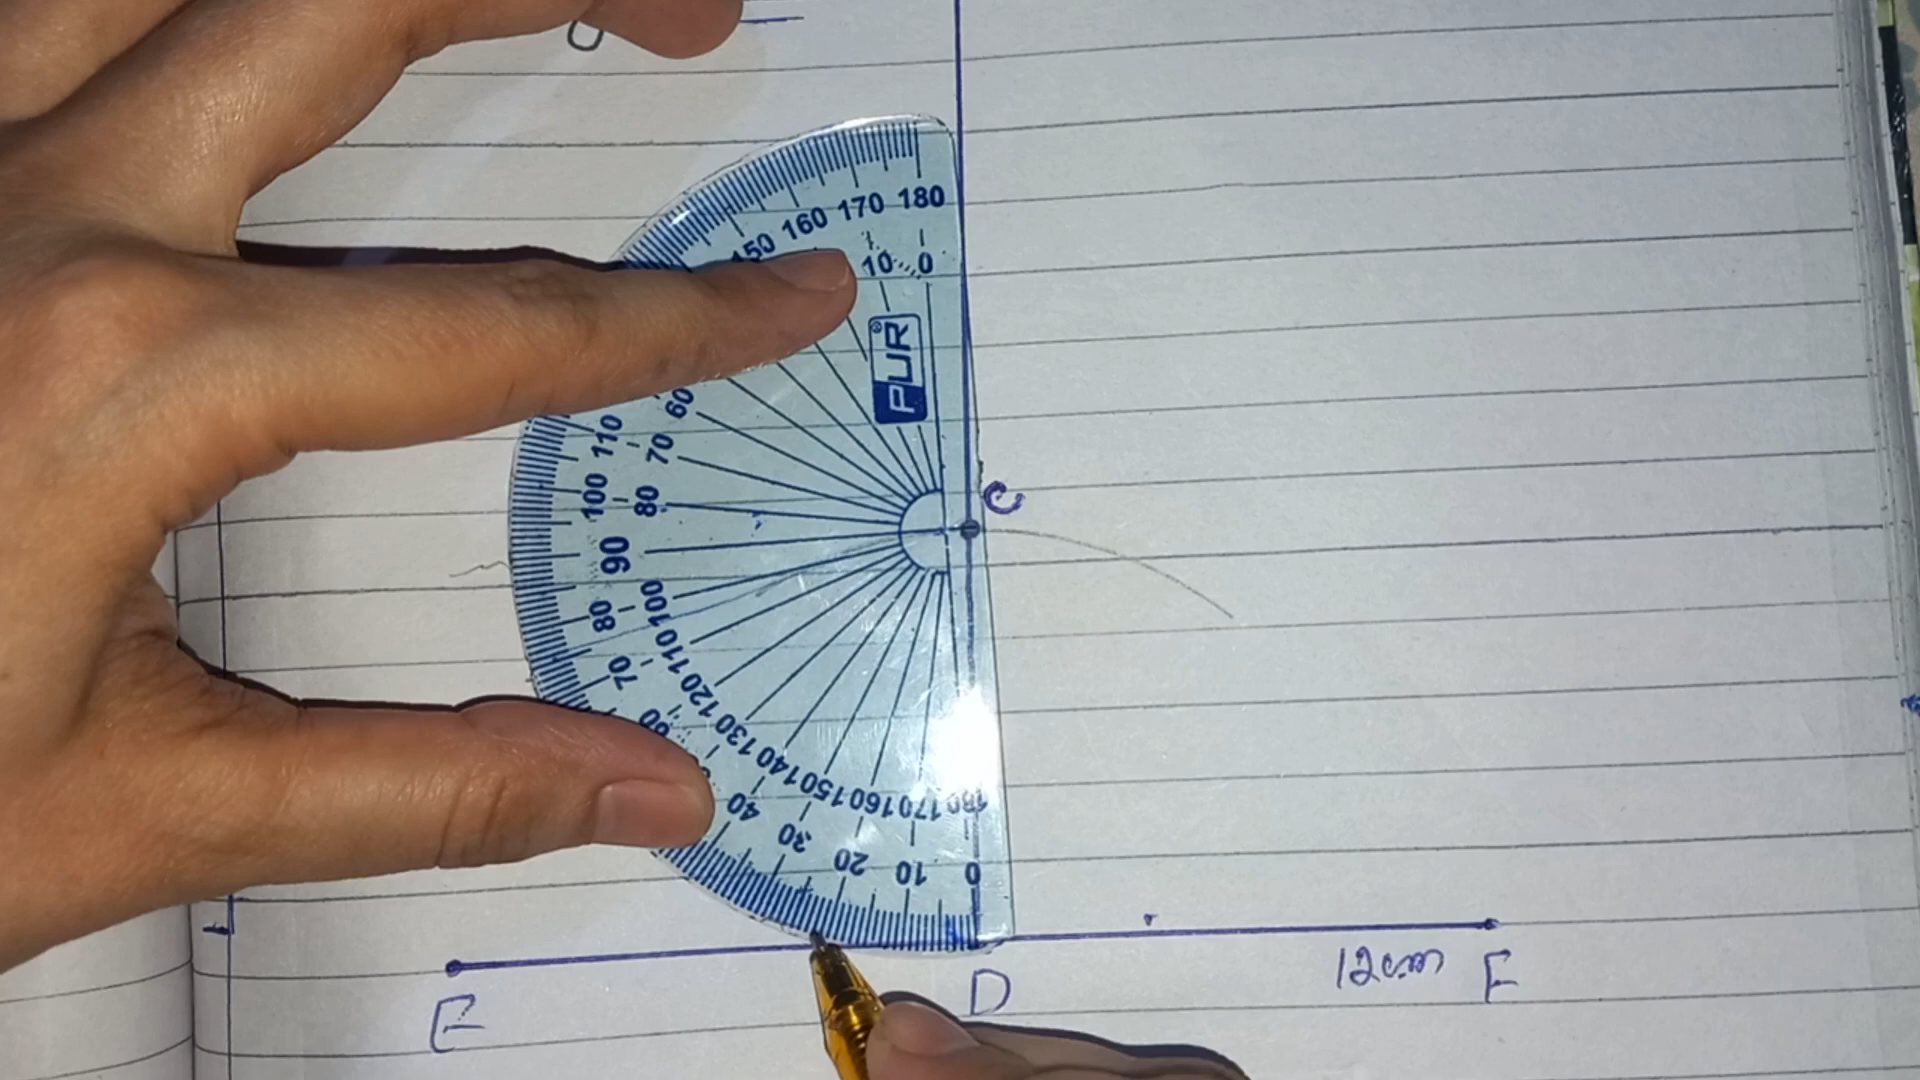 180 170 160 150
0 10
PUR®
60 70 80
110 100 90 80 70 60
100 110 120 130 140 150 160 170 180
40 30 20 10 0
C
E D 12cm F